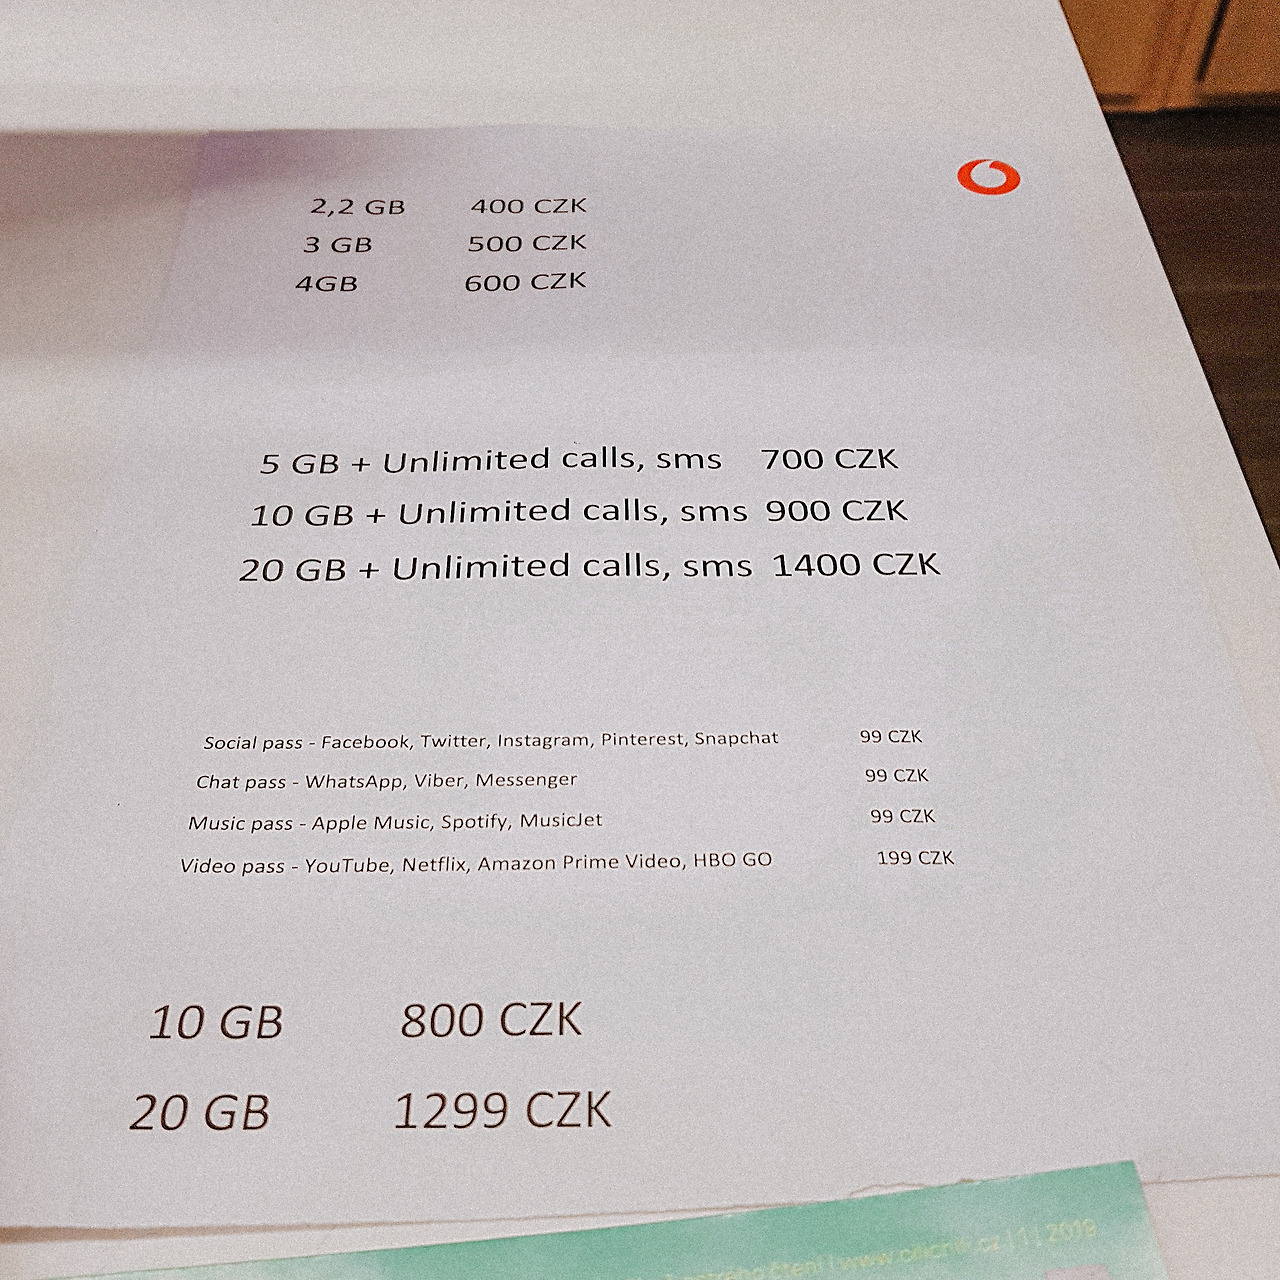 2,2 GB 400 CZK
3 GB 500 CZK
4GB 600 CZK
5 GB + Unlimited calls, sms 700 CZK
10 GB + Unlimited calls, sms 900 CZK
20 GB + Unlimited calls, sms 1400 CZK
Social pass - Facebook, Twitter, Instagram, Pinterest, Snapchat 99 CZK
Chat pass - WhatsApp, Viber, Messenger 99 CZK
Music pass - Apple Music, Spotify, MusicJet 99 CZK
Video pass - YouTube, Netflix, Amazon Prime Video, HBO GO 199 CZK
10 GB 800 CZK
20 GB 1299 CZK
čtení | 2019